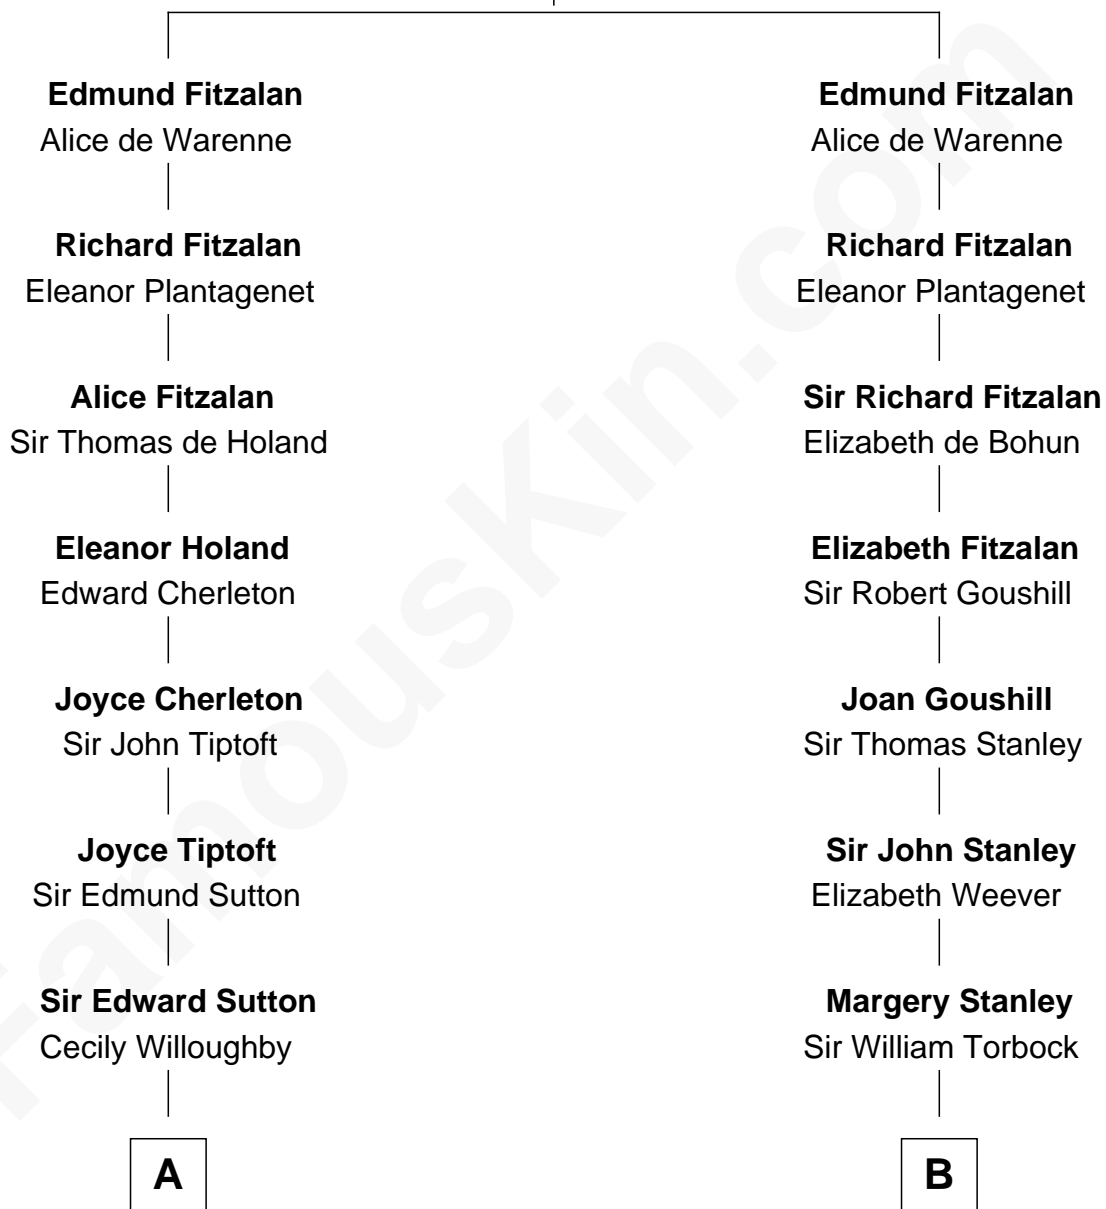 Edmund Fitzalan
Alice de Warenne
Richard Fitzalan
Eleanor Plantagenet
Alice Fitzalan
Sir Thomas de Holand
Eleanor Holand
Edward Cherleton
Joyce Cherleton
Sir John Tiptoft
Joyce Tiptoft
Sir Edmund Sutton
Sir Edward Sutton
Cecily Willoughby
A
Edmund Fitzalan
Alice de Warenne
Richard Fitzalan
Eleanor Plantagenet
Sir Richard Fitzalan
Elizabeth de Bohun
Elizabeth Fitzalan
Sir Robert Goushill
Joan Goushill
Sir Thomas Stanley
Sir John Stanley
Elizabeth Weever
Margery Stanley
Sir William Torbock
B
FamousKin.com